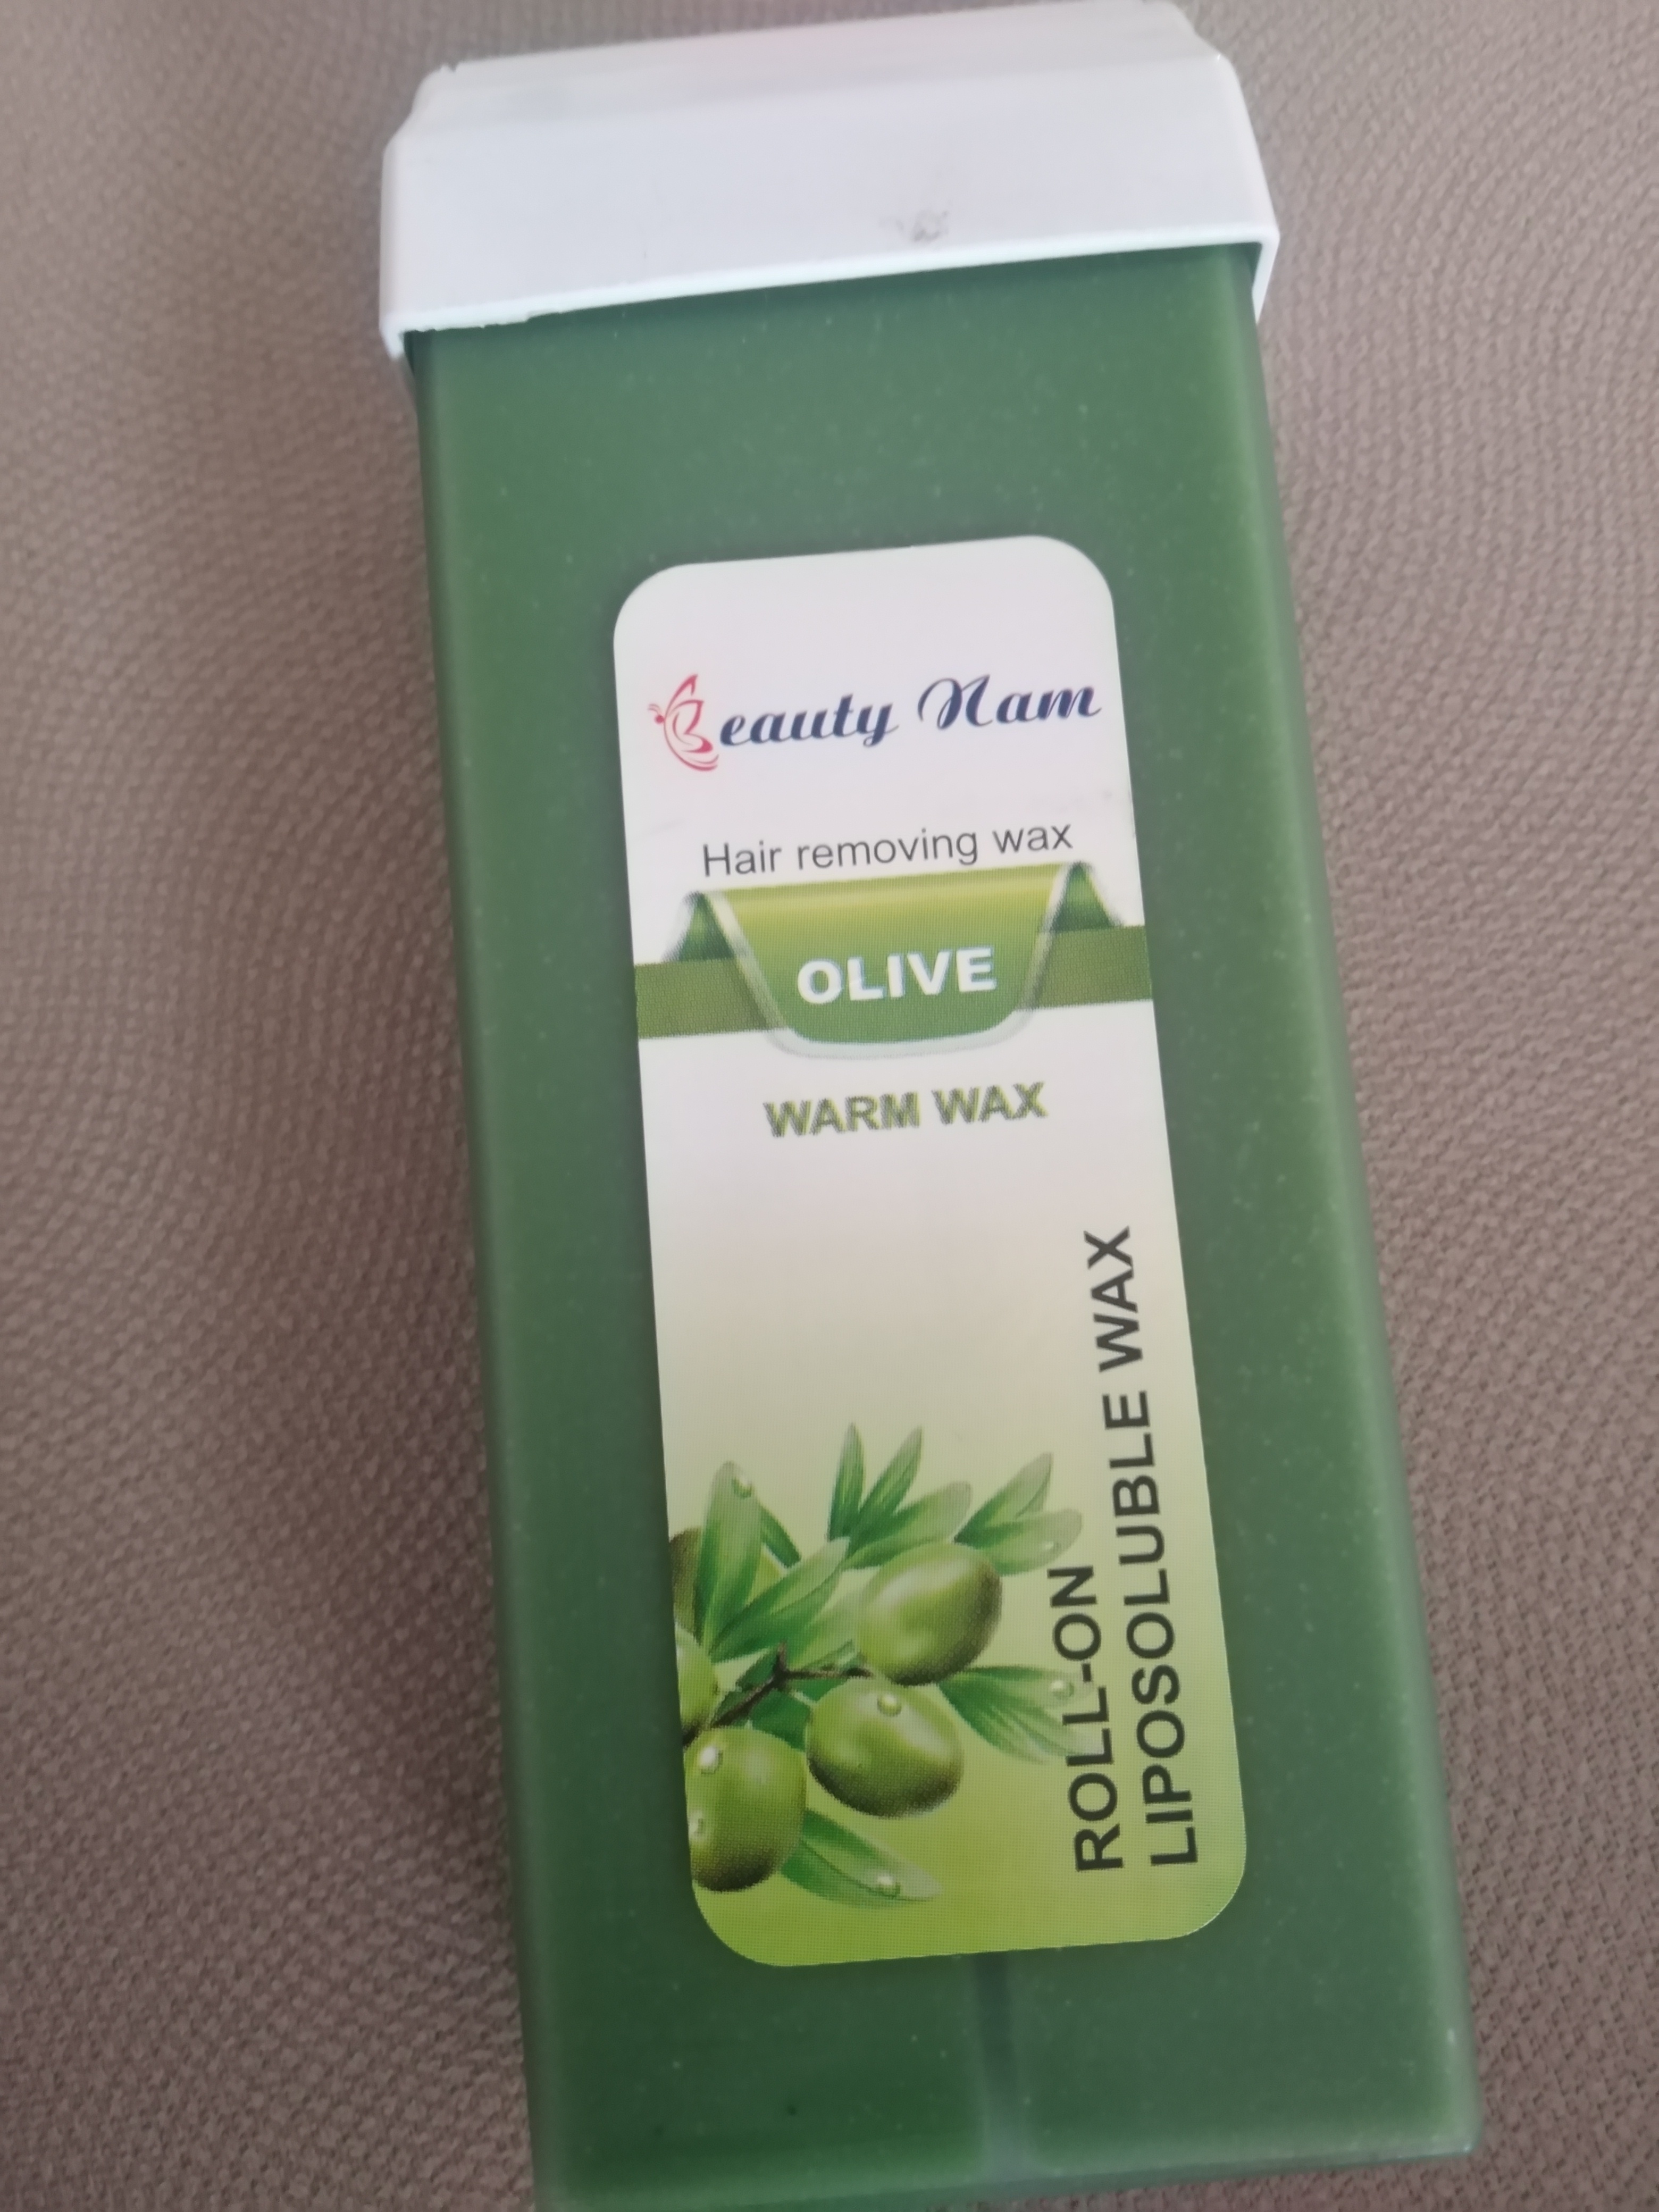 Beauty Nam
Hair removing wax
OLIVE
WARM WAX
ROLL-ON
LIPOSOLUBLE WAX